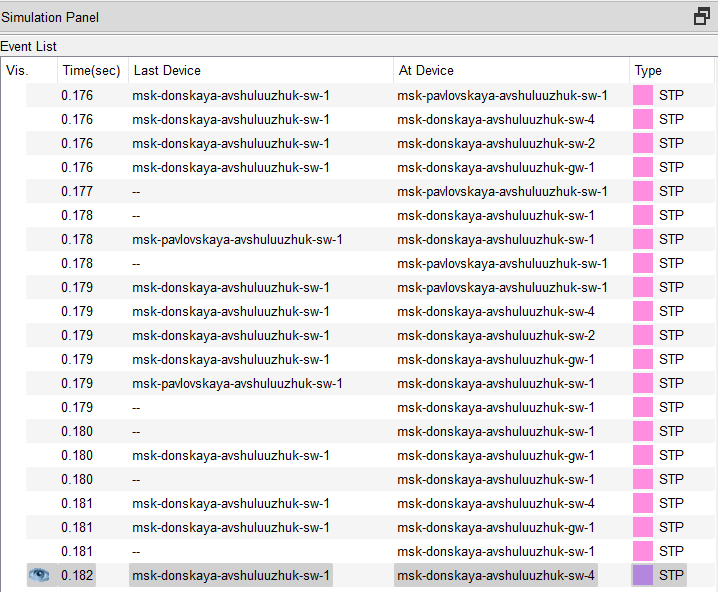 Simulation Panel
Event List
Vis. Time(sec) Last Device At Device Type
0.176 msk-donskaya-avshuluuzhuk-sw-1 msk-pavlovskaya-avshuluuzhuk-sw-1 STP
0.176 msk-donskaya-avshuluuzhuk-sw-1 msk-donskaya-avshuluuzhuk-sw-4 STP
0.176 msk-donskaya-avshuluuzhuk-sw-1 msk-donskaya-avshuluuzhuk-sw-2 STP
0.176 msk-donskaya-avshuluuzhuk-sw-1 msk-donskaya-avshuluuzhuk-gw-1 STP
0.177 -- msk-pavlovskaya-avshuluuzhuk-sw-1 STP
0.178 -- msk-donskaya-avshuluuzhuk-sw-1 STP
0.178 msk-pavlovskaya-avshuluuzhuk-sw-1 msk-donskaya-avshuluuzhuk-sw-1 STP
0.178 -- msk-pavlovskaya-avshuluuzhuk-sw-1 STP
0.179 msk-donskaya-avshuluuzhuk-sw-1 msk-pavlovskaya-avshuluuzhuk-sw-1 STP
0.179 msk-donskaya-avshuluuzhuk-sw-1 msk-donskaya-avshuluuzhuk-sw-4 STP
0.179 msk-donskaya-avshuluuzhuk-sw-1 msk-donskaya-avshuluuzhuk-sw-2 STP
0.179 msk-donskaya-avshuluuzhuk-sw-1 msk-donskaya-avshuluuzhuk-gw-1 STP
0.179 msk-pavlovskaya-avshuluuzhuk-sw-1 msk-donskaya-avshuluuzhuk-sw-1 STP
0.179 -- msk-donskaya-avshuluuzhuk-sw-1 STP
0.180 -- msk-donskaya-avshuluuzhuk-sw-1 STP
0.180 msk-donskaya-avshuluuzhuk-sw-1 msk-donskaya-avshuluuzhuk-gw-1 STP
0.180 -- msk-donskaya-avshuluuzhuk-sw-1 STP
0.181 msk-donskaya-avshuluuzhuk-sw-1 msk-donskaya-avshuluuzhuk-sw-4 STP
0.181 msk-donskaya-avshuluuzhuk-sw-1 msk-donskaya-avshuluuzhuk-gw-1 STP
0.181 -- msk-donskaya-avshuluuzhuk-sw-1 STP
0.182 msk-donskaya-avshuluuzhuk-sw-1 msk-donskaya-avshuluuzhuk-sw-4 STP